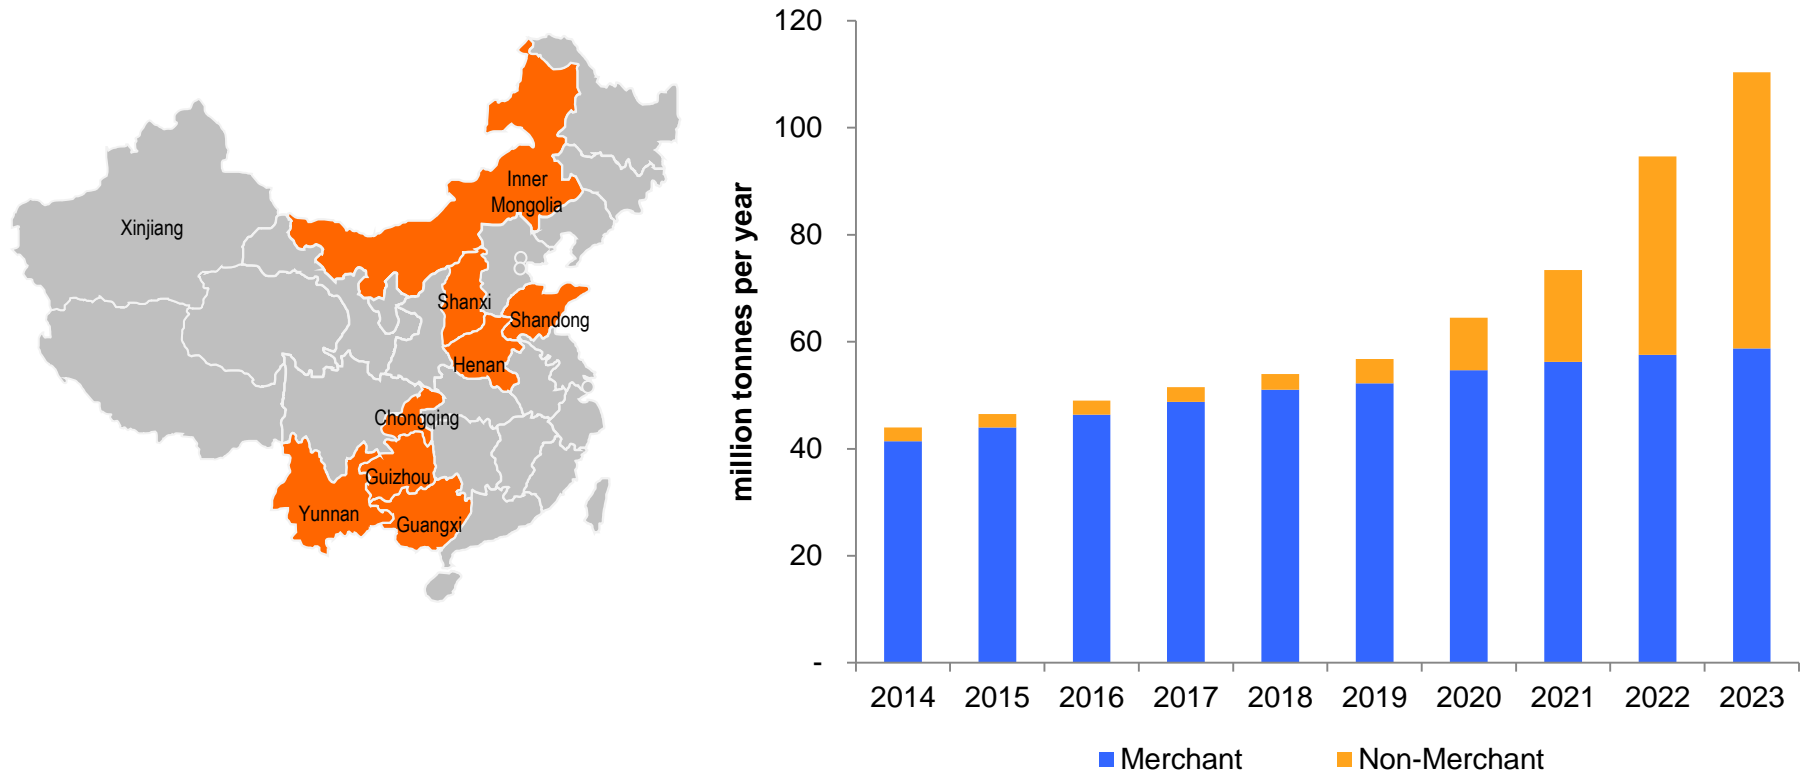 Xinjiang
Inner
Mongolia
Shanxi
Shandong
Henan
Chongqing
Guizhou
Yunnan
Guangxi
million tonnes per year
120
100
80
60
40
20
-
2014 2015 2016 2017 2018 2019 2020 2021 2022 2023
Merchant Non-Merchant